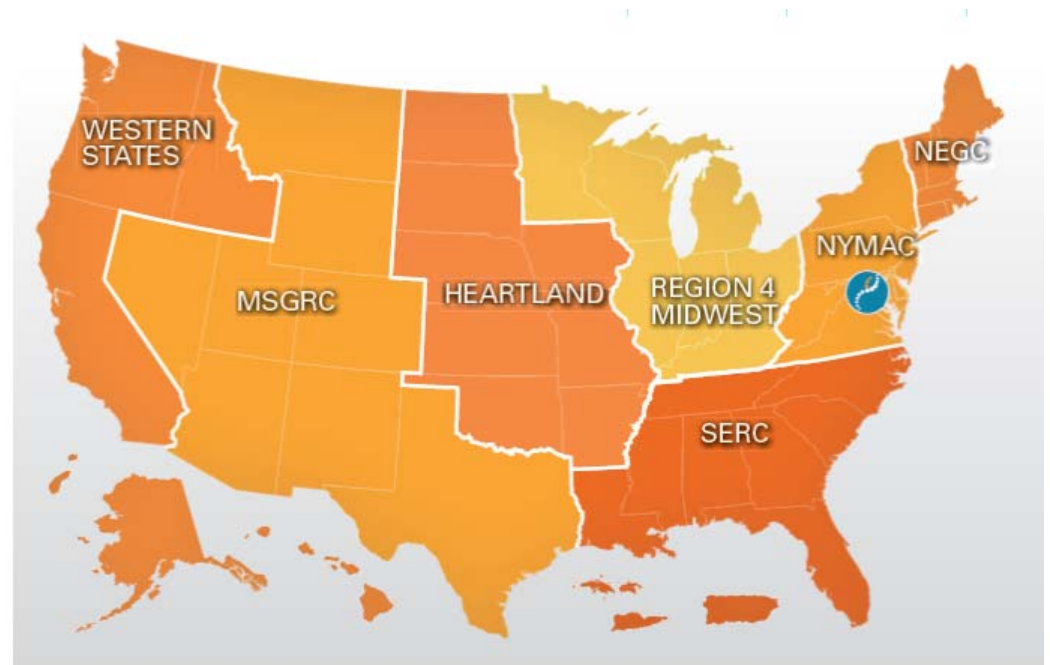 WESTERN
STATES
NEGC
NYMAC
MSGRC
HEARTLAND
REGION 4
MIDWEST
SERC